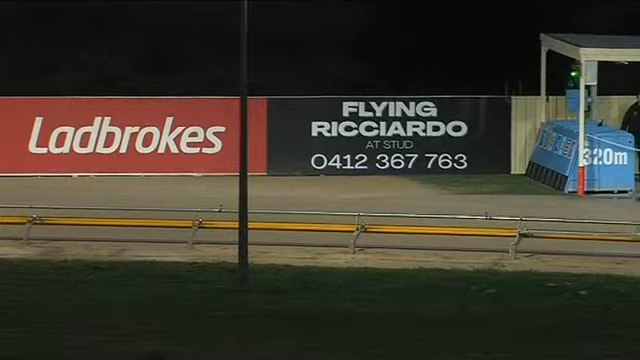 Ladbrokes
FLYING
RICCIARDO
AT STUD
0412 367 763
320m